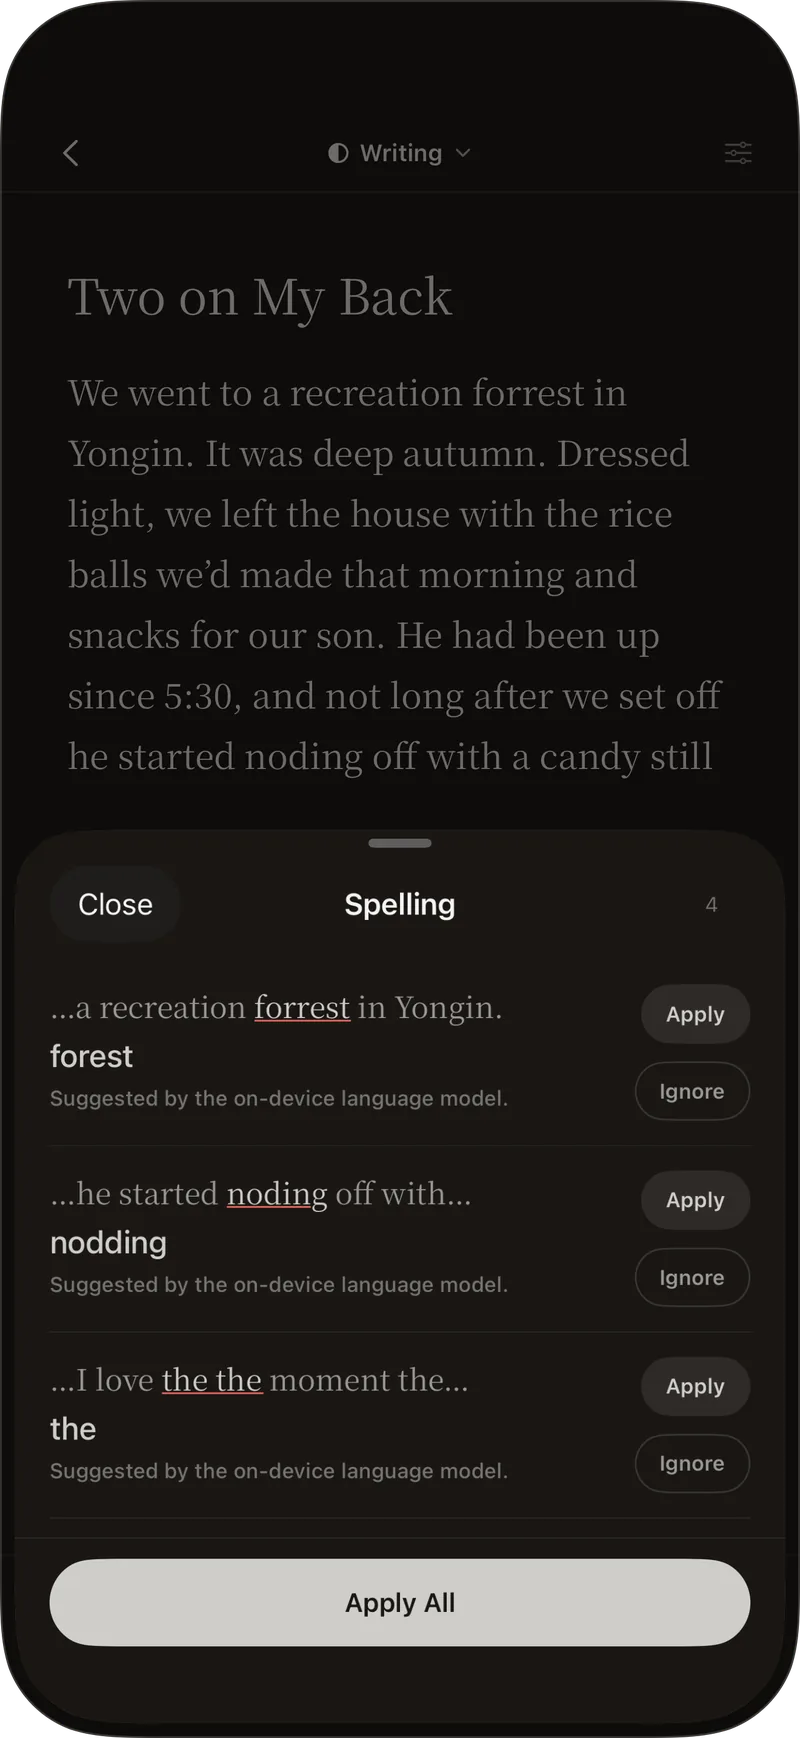 Writing
Two on My Back
We went to a recreation forrest in
Yongin. It was deep autumn. Dressed
light, we left the house with the rice
balls we’d made that morning and
snacks for our son. He had been up
since 5:30, and not long after we set off
he started noding off with a candy still
Close
Spelling
4
...a recreation forrest in Yongin.
forest
Suggested by the on-device language model.
Apply
Ignore
...he started noding off with...
nodding
Suggested by the on-device language model.
Apply
Ignore
...I love the the moment the...
the
Suggested by the on-device language model.
Apply
Ignore
Apply All